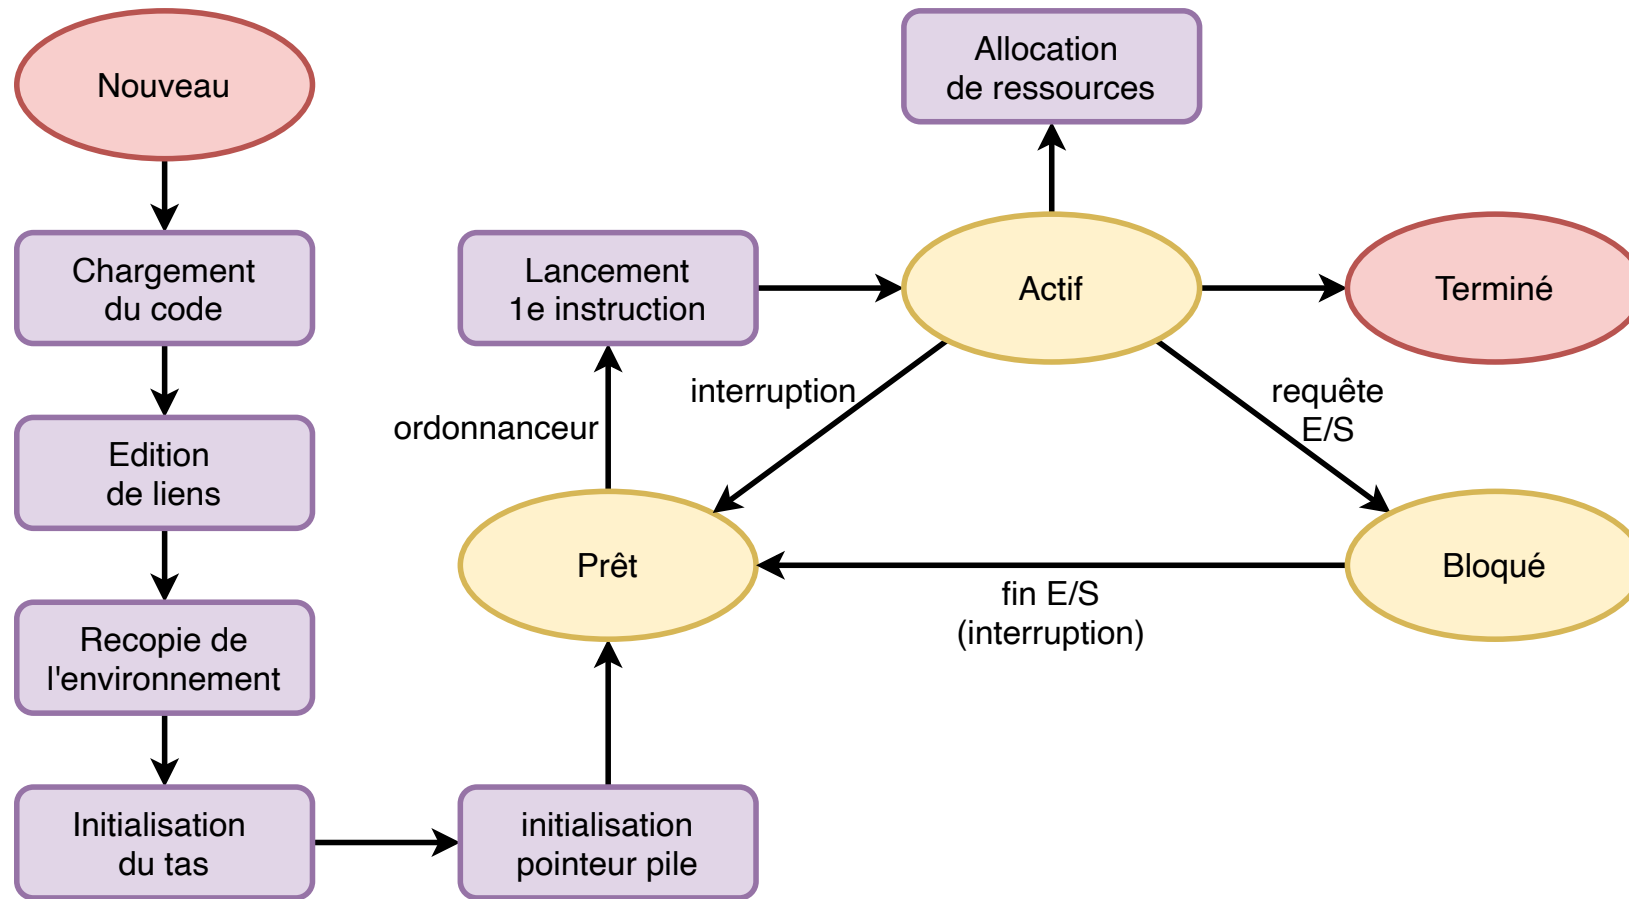 Nouveau
Chargement
du code
Edition
de liens
Recopie de
l'environnement
Initialisation
du tas
initialisation
pointeur pile
Prêt
ordonnanceur
Lancement
1e instruction
Actif
Allocation
de ressources
Terminé
interruption
requête
E/S
Bloqué
fin E/S
(interruption)